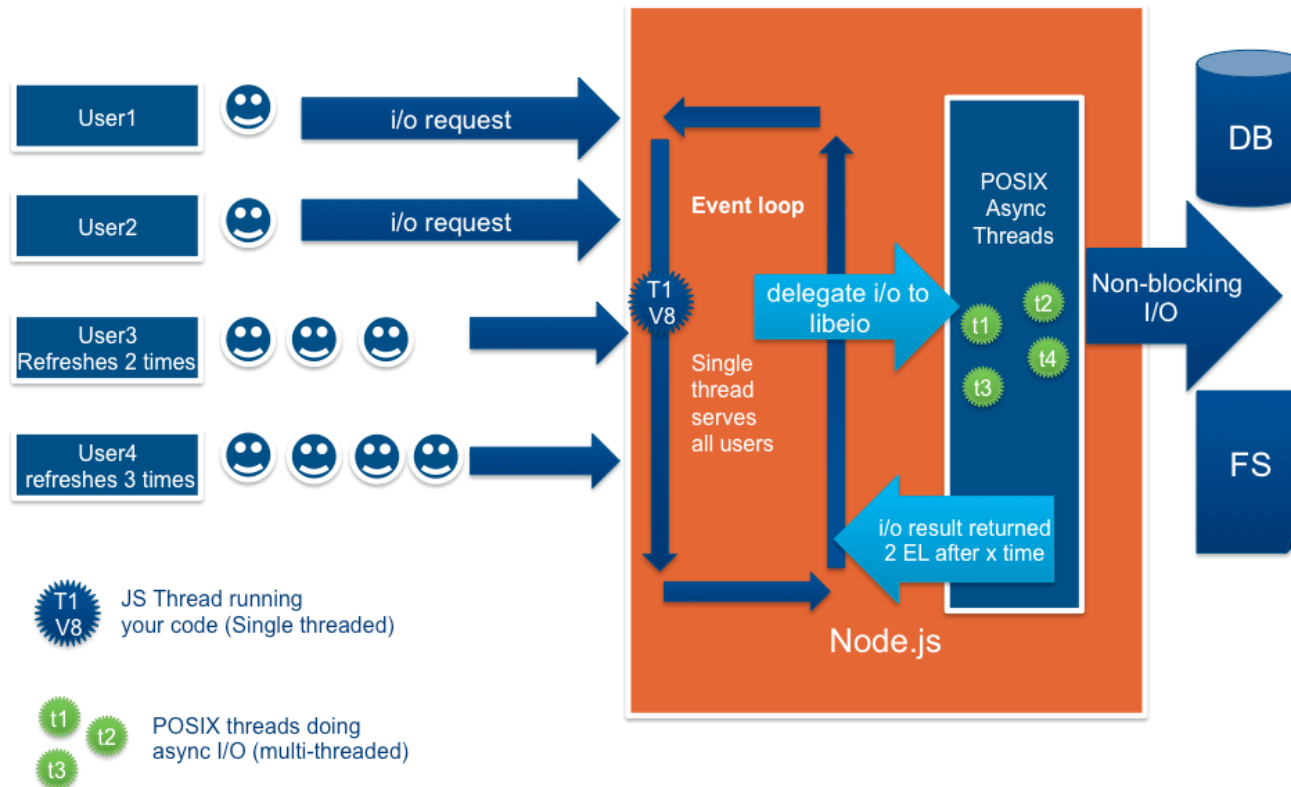 User1
i/o request
User2
i/o request
User3
Refreshes 2 times
User4
refreshes 3 times
T1
V8
JS Thread running
your code (Single threaded)
t1
t2
t3
POSIX threads doing
async I/O (multi-threaded)
Event loop
T1
V8
delegate i/o to
libeio
Single
thread
serves
all users
i/o result returned
2 EL after x time
Node.js
POSIX
Async
Threads
t1
t2
t3
t4
Non-blocking
I/O
DB
FS